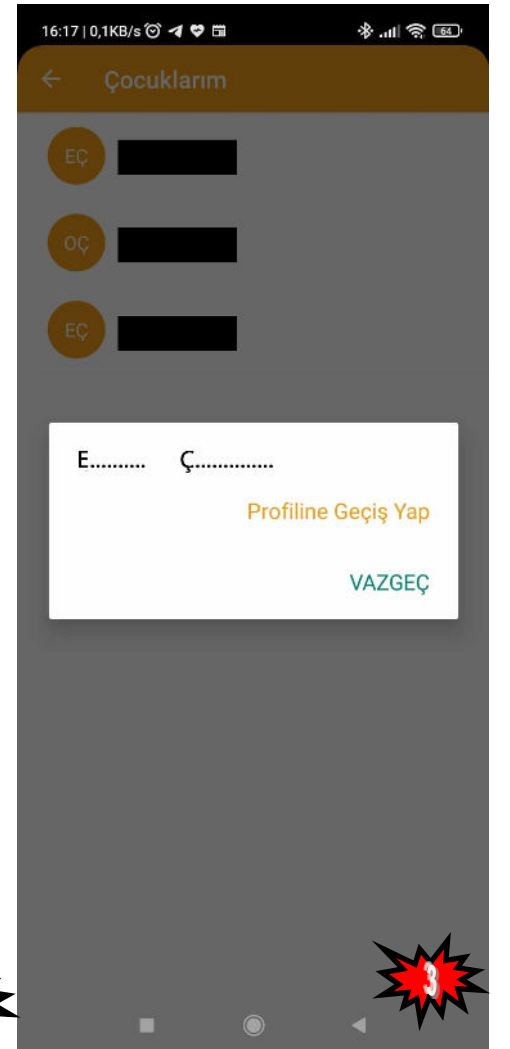 16:17 | 0,1KB/s
64
Çocuklarım
EÇ
OÇ
EÇ
E.......... Ç..............
Profiline Geçiş Yap
VAZGEÇ
3